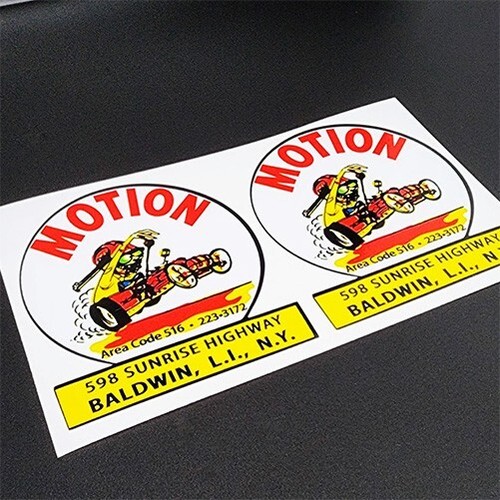 MOTION
Area Code 516 • 223-3172
598 SUNRISE HIGHWAY
BALDWIN, L.I., N.Y.
MOTION
Area Code 516 • 223-3172
598 SUNRISE HIGHWAY
BALDWIN, L.I., N.